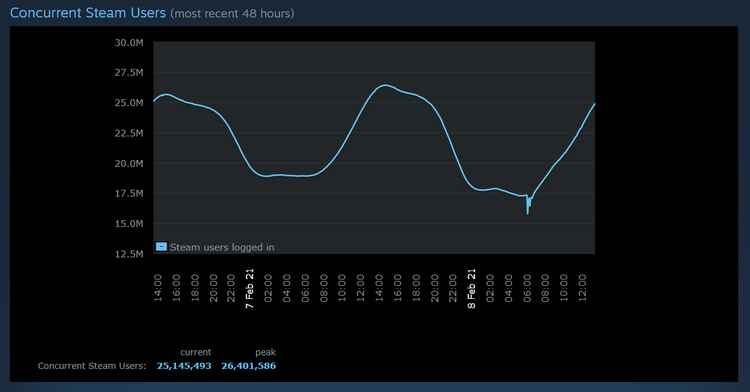 Concurrent Steam Users (most recent 48 hours)
30.0M
27.5M
25.0M
22.5M
20.0M
17.5M
15.0M
12.5M
Steam users logged in
14:00
16:00
18:00
20:00
22:00
7 Feb 21
02:00
04:00
06:00
08:00
10:00
12:00
14:00
16:00
18:00
20:00
22:00
8 Feb 21
02:00
04:00
06:00
08:00
10:00
12:00
current peak
Concurrent Steam Users: 25,145,493 26,401,586